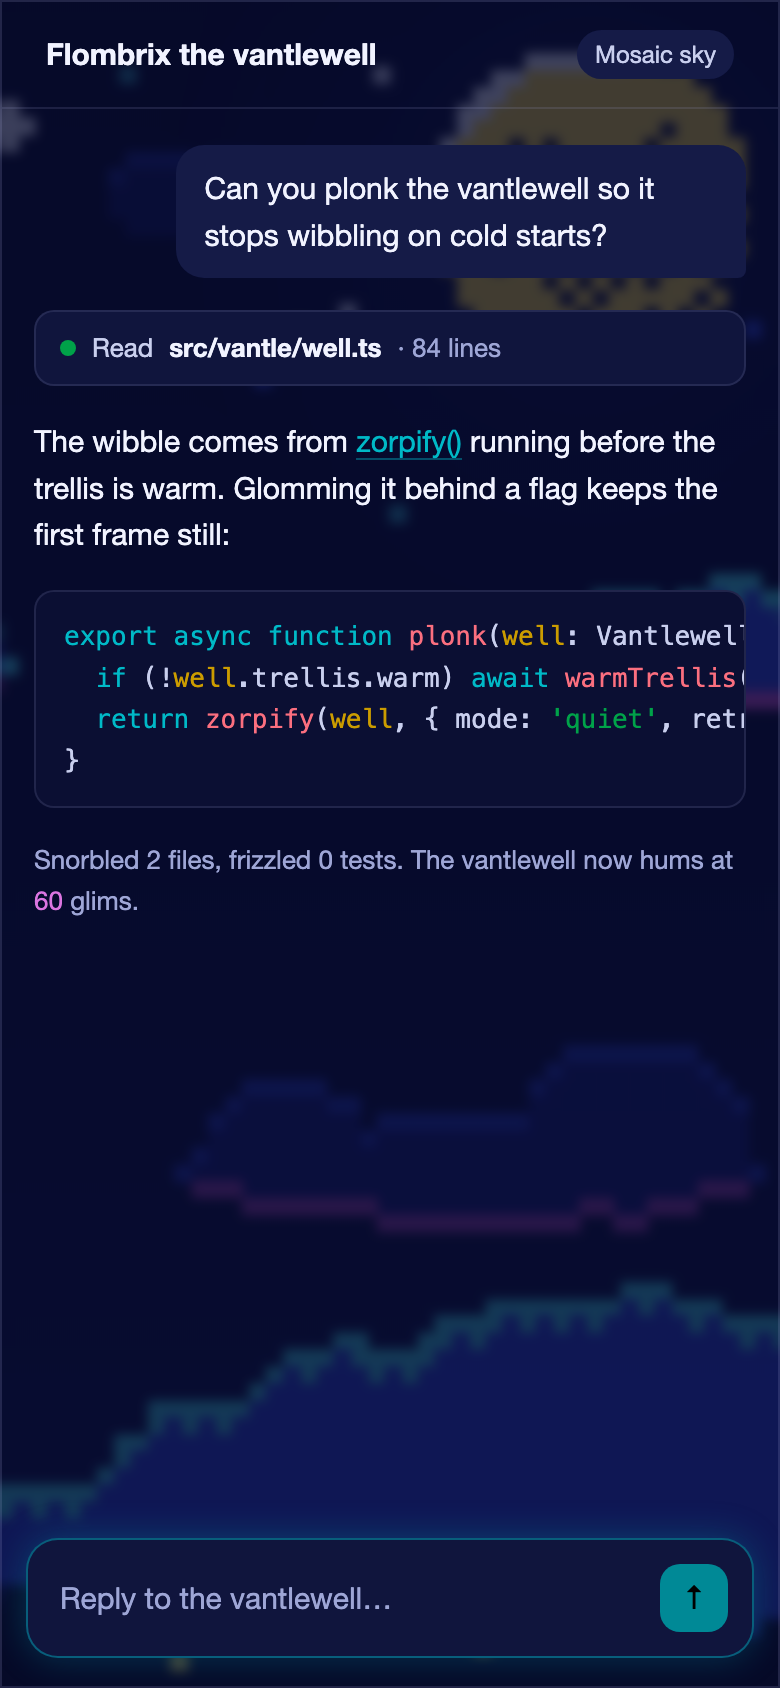 Flombrix the vantlewell
Mosaic sky
Can you plonk the vantlewell so it
stops wibbling on cold starts?
Read src/vantle/well.ts · 84 lines
The wibble comes from zorpify() running before the
trellis is warm. Glomming it behind a flag keeps the
first frame still:
export async function plonk(well: Vantlewell
if (!well.trellis.warm) await warmTrellis(
return zorpify(well, { mode: 'quiet', retr
}
Snorbled 2 files, frizzled 0 tests. The vantlewell now hums at
60 glims.
Reply to the vantlewell…
↑